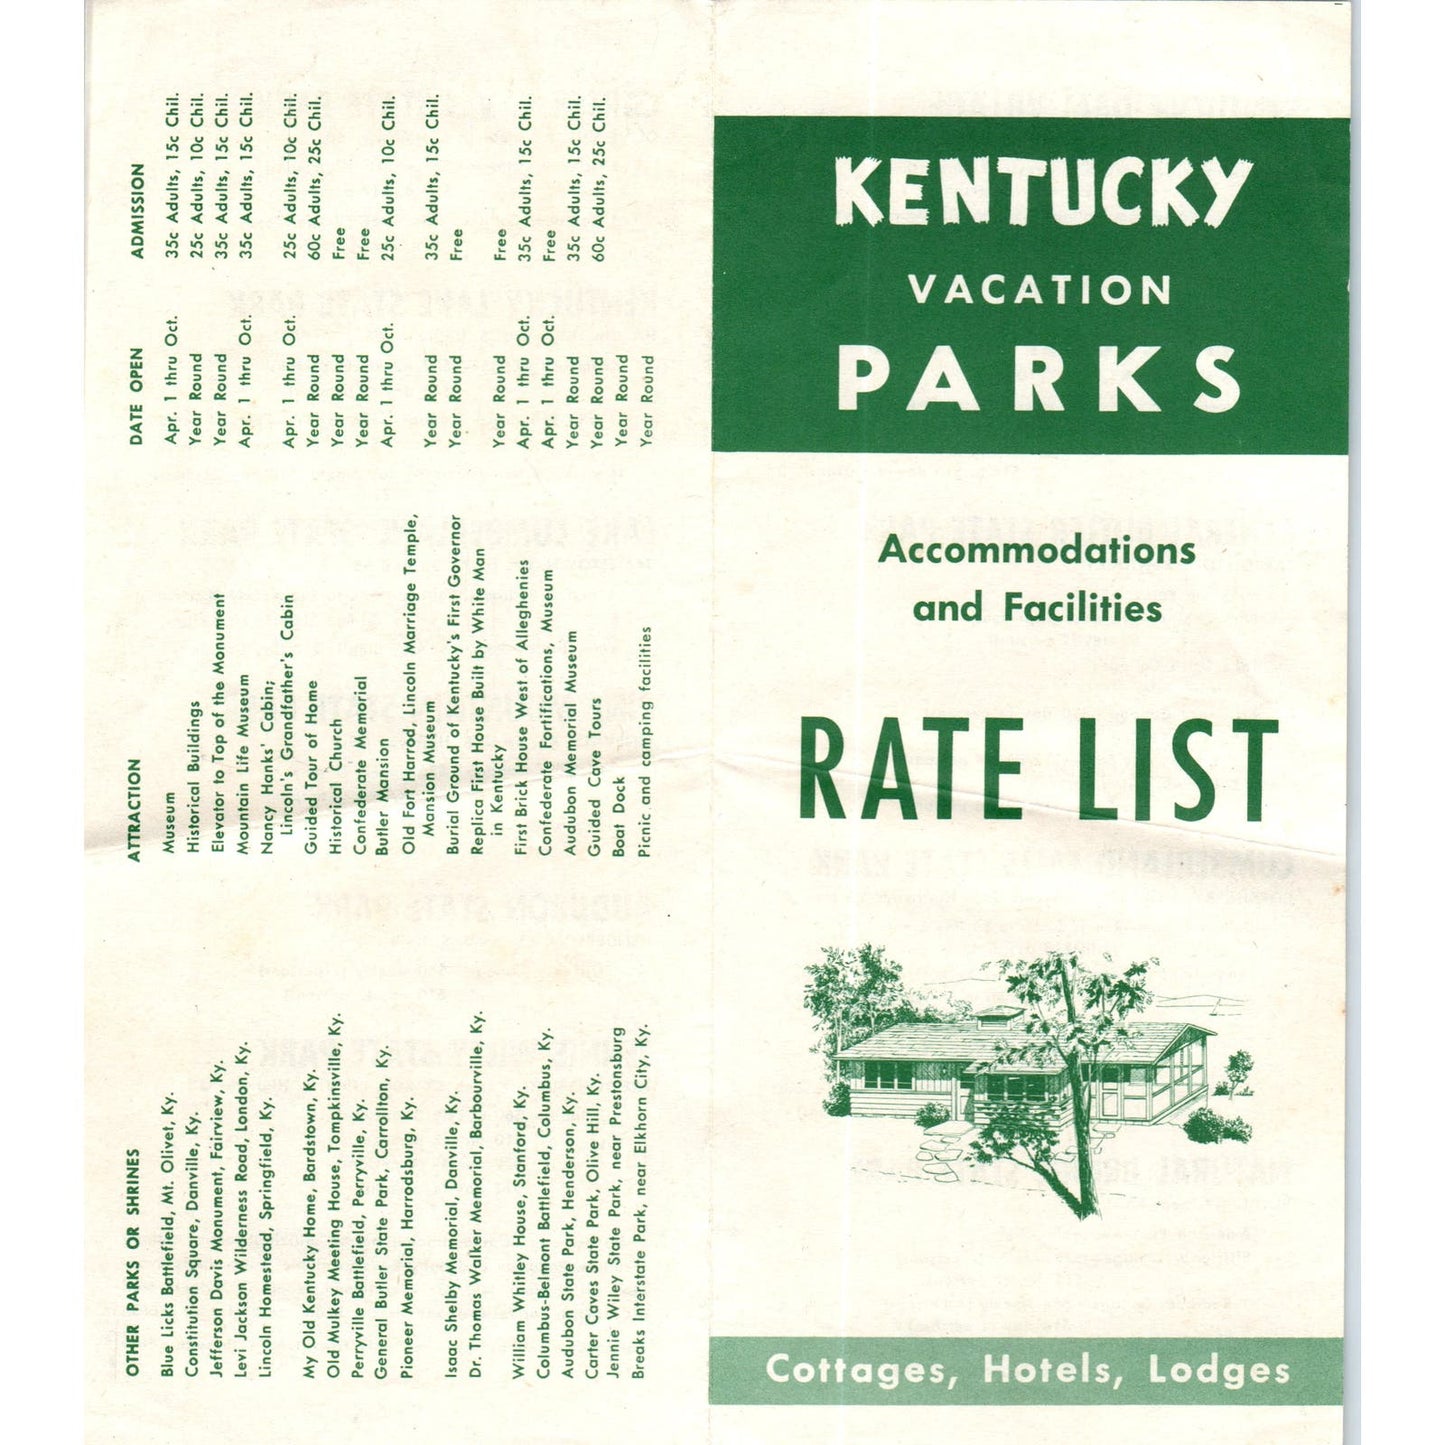 OTHER PARKS OR SHRINES ATTRACTION DATE OPEN ADMISSION
Blue Licks Battlefield, Mt. Olivet, Ky. Museum Apr. 1 thru Oct. 35c Adults, 15c Chil.
Constitution Square, Danville, Ky. Historical Buildings Year Round 25c Adults, 10c Chil.
Jefferson Davis Monument, Fairview, Ky. Elevator to Top of the Monument Year Round 35c Adults, 15c Chil.
Levi Jackson Wilderness Road, London, Ky. Mountain Life Museum Apr. 1 thru Oct. 35c Adults, 15c Chil.
Lincoln Homestead, Springfield, Ky. Nancy Hanks' Cabin;
Lincoln's Grandfather's Cabin Apr. 1 thru Oct. 25c Adults, 10c Chil.
My Old Kentucky Home, Bardstown, Ky. Guided Tour of Home Year Round 60c Adults, 25c Chil.
Old Mulkey Meeting House, Tompkinsville, Ky. Historical Church Year Round Free
Perryville Battlefield, Perryville, Ky. Confederate Memorial Year Round Free
General Butler State Park, Carrollton, Ky. Butler Mansion Apr. 1 thru Oct. 25c Adults, 10c Chil.
Pioneer Memorial, Harrodsburg, Ky. Old Fort Harrod, Lincoln Marriage Temple,
Mansion Museum Year Round 35c Adults, 15c Chil.
Isaac Shelby Memorial, Danville, Ky. Burial Ground of Kentucky's First Governor Year Round Free
Dr. Thomas Walker Memorial, Barbourville, Ky. Replica First House Built by White Man
in Kentucky Year Round Free
William Whitley House, Stanford, Ky. First Brick House West of Alleghenies Apr. 1 thru Oct. 35c Adults, 15c Chil.
Columbus-Belmont Battlefield, Columbus, Ky. Confederate Fortifications, Museum Apr. 1 thru Oct. Free
Audubon State Park, Henderson, Ky. Audubon Memorial Museum Year Round 35c Adults, 15c Chil.
Carter Caves State Park, Olive Hill, Ky. Guided Cave Tours Year Round 60c Adults, 25c Chil.
Jennie Wiley State Park, near Prestonsburg Boat Dock Year Round
Breaks Interstate Park, near Elkhorn City, Ky. Picnic and camping facilities Year Round
KENTUCKY
VACATION
PARKS
Accommodations
and Facilities
RATE LIST
Cottages, Hotels, Lodges